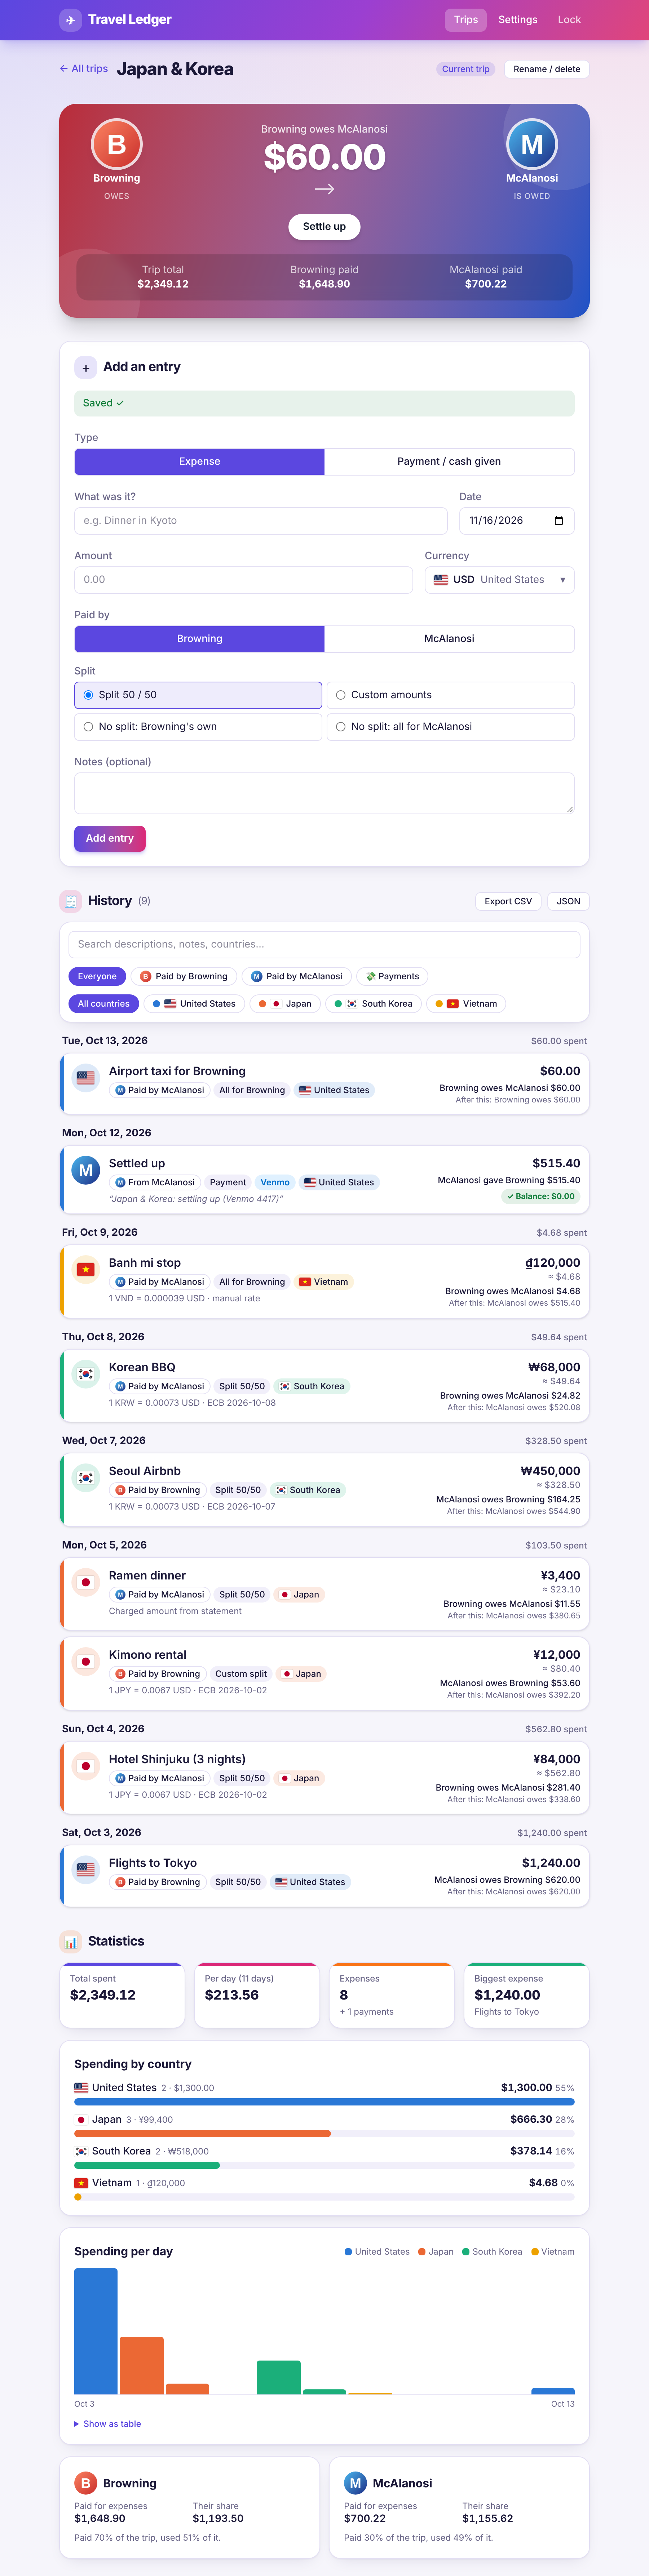 Travel Ledger
Trips Settings Lock
← All trips Japan & Korea Current trip Rename / delete
B M
Browning owes McAlanosi
$60.00
→
Browning McAlanosi
OWES IS OWED
Settle up
Trip total Browning paid McAlanosi paid
$2,349.12 $1,648.90 $700.22
+ Add an entry
Saved ✓
Type
Expense Payment / cash given
What was it? Date
e.g. Dinner in Kyoto 11/16/2026
Amount Currency
0.00 USD United States ▾
Paid by
Browning McAlanosi
Split
Split 50 / 50 Custom amounts
No split: Browning's own No split: all for McAlanosi
Notes (optional)
Add entry
History (9) Export CSV JSON
Search descriptions, notes, countries...
Everyone B Paid by Browning M Paid by McAlanosi Payments
All countries United States Japan South Korea Vietnam
Tue, Oct 13, 2026 $60.00 spent
Airport taxi for Browning $60.00
M Paid by McAlanosi All for Browning United States Browning owes McAlanosi $60.00
After this: Browning owes $60.00
Mon, Oct 12, 2026
M Settled up $515.40
M From McAlanosi Payment Venmo United States McAlanosi gave Browning $515.40
“Japan & Korea: settling up (Venmo 4417)” ✓ Balance: $0.00
Fri, Oct 9, 2026 $4.68 spent
Banh mi stop ₫120,000
≈ $4.68
M Paid by McAlanosi All for Browning Vietnam Browning owes McAlanosi $4.68
1 VND = 0.000039 USD · manual rate After this: McAlanosi owes $515.40
Thu, Oct 8, 2026 $49.64 spent
Korean BBQ ₩68,000
≈ $49.64
M Paid by McAlanosi Split 50/50 South Korea Browning owes McAlanosi $24.82
1 KRW = 0.00073 USD · ECB 2026-10-08 After this: McAlanosi owes $520.08
Wed, Oct 7, 2026 $328.50 spent
Seoul Airbnb ₩450,000
≈ $328.50
B Paid by Browning Split 50/50 South Korea McAlanosi owes Browning $164.25
1 KRW = 0.00073 USD · ECB 2026-10-07 After this: McAlanosi owes $544.90
Mon, Oct 5, 2026 $103.50 spent
Ramen dinner ¥3,400
≈ $23.10
M Paid by McAlanosi Split 50/50 Japan Browning owes McAlanosi $11.55
Charged amount from statement After this: McAlanosi owes $380.65
Kimono rental ¥12,000
≈ $80.40
B Paid by Browning Custom split Japan McAlanosi owes Browning $53.60
1 JPY = 0.0067 USD · ECB 2026-10-02 After this: McAlanosi owes $392.20
Sun, Oct 4, 2026 $562.80 spent
Hotel Shinjuku (3 nights) ¥84,000
≈ $562.80
M Paid by McAlanosi Split 50/50 Japan Browning owes McAlanosi $281.40
1 JPY = 0.0067 USD · ECB 2026-10-02 After this: McAlanosi owes $338.60
Sat, Oct 3, 2026 $1,240.00 spent
Flights to Tokyo $1,240.00
B Paid by Browning Split 50/50 United States McAlanosi owes Browning $620.00
After this: McAlanosi owes $620.00
Statistics
Total spent Per day (11 days) Expenses Biggest expense
$2,349.12 $213.56 8 $1,240.00
+ 1 payments Flights to Tokyo
Spending by country
United States 2 · $1,300.00 $1,300.00 55%
Japan 3 · ¥99,400 $666.30 28%
South Korea 2 · ₩518,000 $378.14 16%
Vietnam 1 · ₫120,000 $4.68 0%
Spending per day United States Japan South Korea Vietnam
Oct 3 Oct 13
▶ Show as table
B Browning M McAlanosi
Paid for expenses Their share Paid for expenses Their share
$1,648.90 $1,193.50 $700.22 $1,155.62
Paid 70% of the trip, used 51% of it. Paid 30% of the trip, used 49% of it.